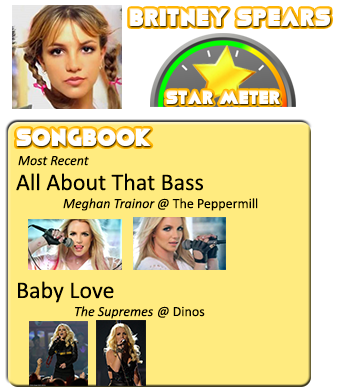 BRITNEY SPEARS
STAR METER
SONGBOOK
Most Recent
All About That Bass
Meghan Trainor @ The Peppermill
Baby Love
The Supremes @ Dinos